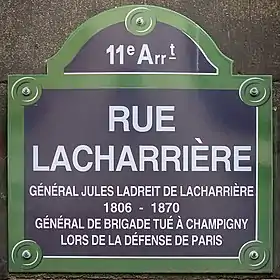 11e Arrt
RUE
LACHARRIÈRE
GÉNÉRAL JULES LADREIT DE LACHARRIÈRE
1806 - 1870
GÉNÉRAL DE BRIGADE TUÉ À CHAMPIGNY
LORS DE LA DÉFENSE DE PARIS